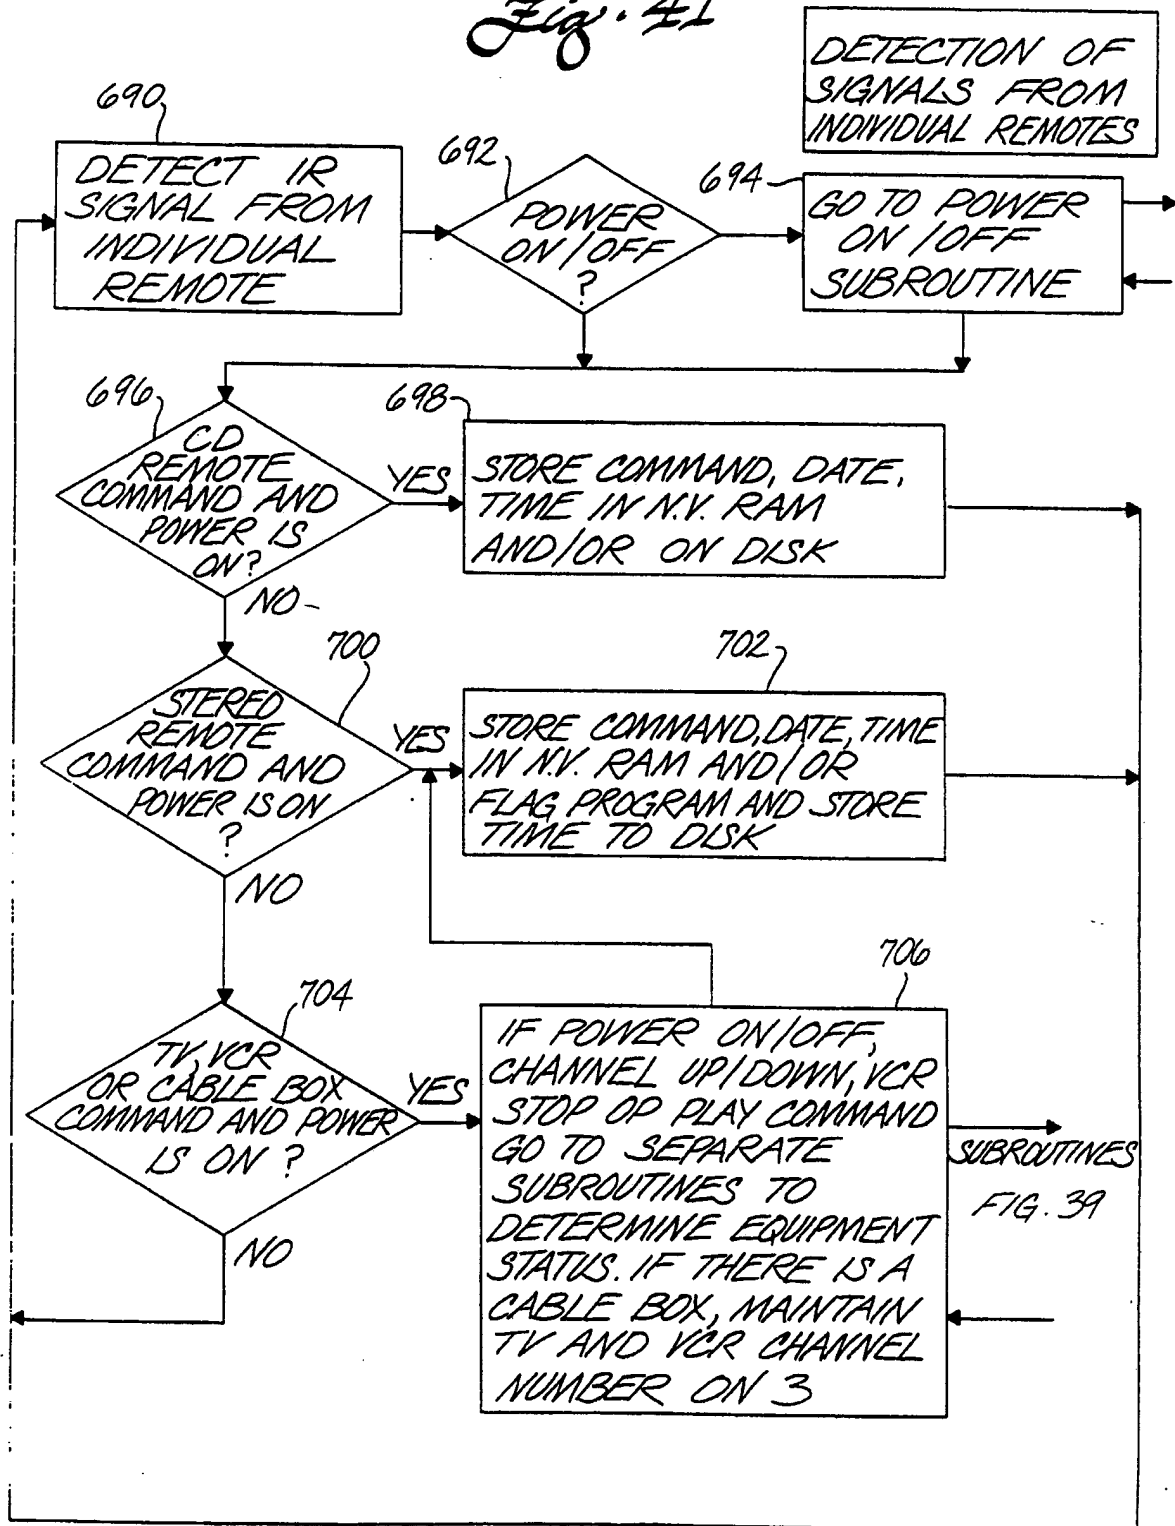 Fig. 41
DETECTION OF
SIGNALS FROM
INDIVIDUAL REMOTES
690
DETECT IR
SIGNAL FROM
INDIVIDUAL
REMOTE
692
POWER
ON/OFF
?
694
GO TO POWER
ON/OFF
SUBROUTINE
696
CD
REMOTE
COMMAND AND
POWER IS
ON?
YES
NO
698
STORE COMMAND, DATE,
TIME IN N.V. RAM
AND/OR ON DISK
700
STEREO
REMOTE
COMMAND AND
POWER IS ON
?
YES
NO
702
STORE COMMAND, DATE, TIME
IN N.V. RAM AND/OR
FLAG PROGRAM AND STORE
TIME TO DISK
704
TV, VCR
OR CABLE BOX
COMMAND AND POWER
IS ON ?
YES
NO
706
IF POWER ON/OFF,
CHANNEL UP/DOWN, VCR
STOP OP PLAY COMMAND
GO TO SEPARATE
SUBROUTINES TO
DETERMINE EQUIPMENT
STATUS. IF THERE IS A
CABLE BOX, MAINTAIN
TV AND VCR CHANNEL
NUMBER ON 3
SUBROUTINES
FIG. 39